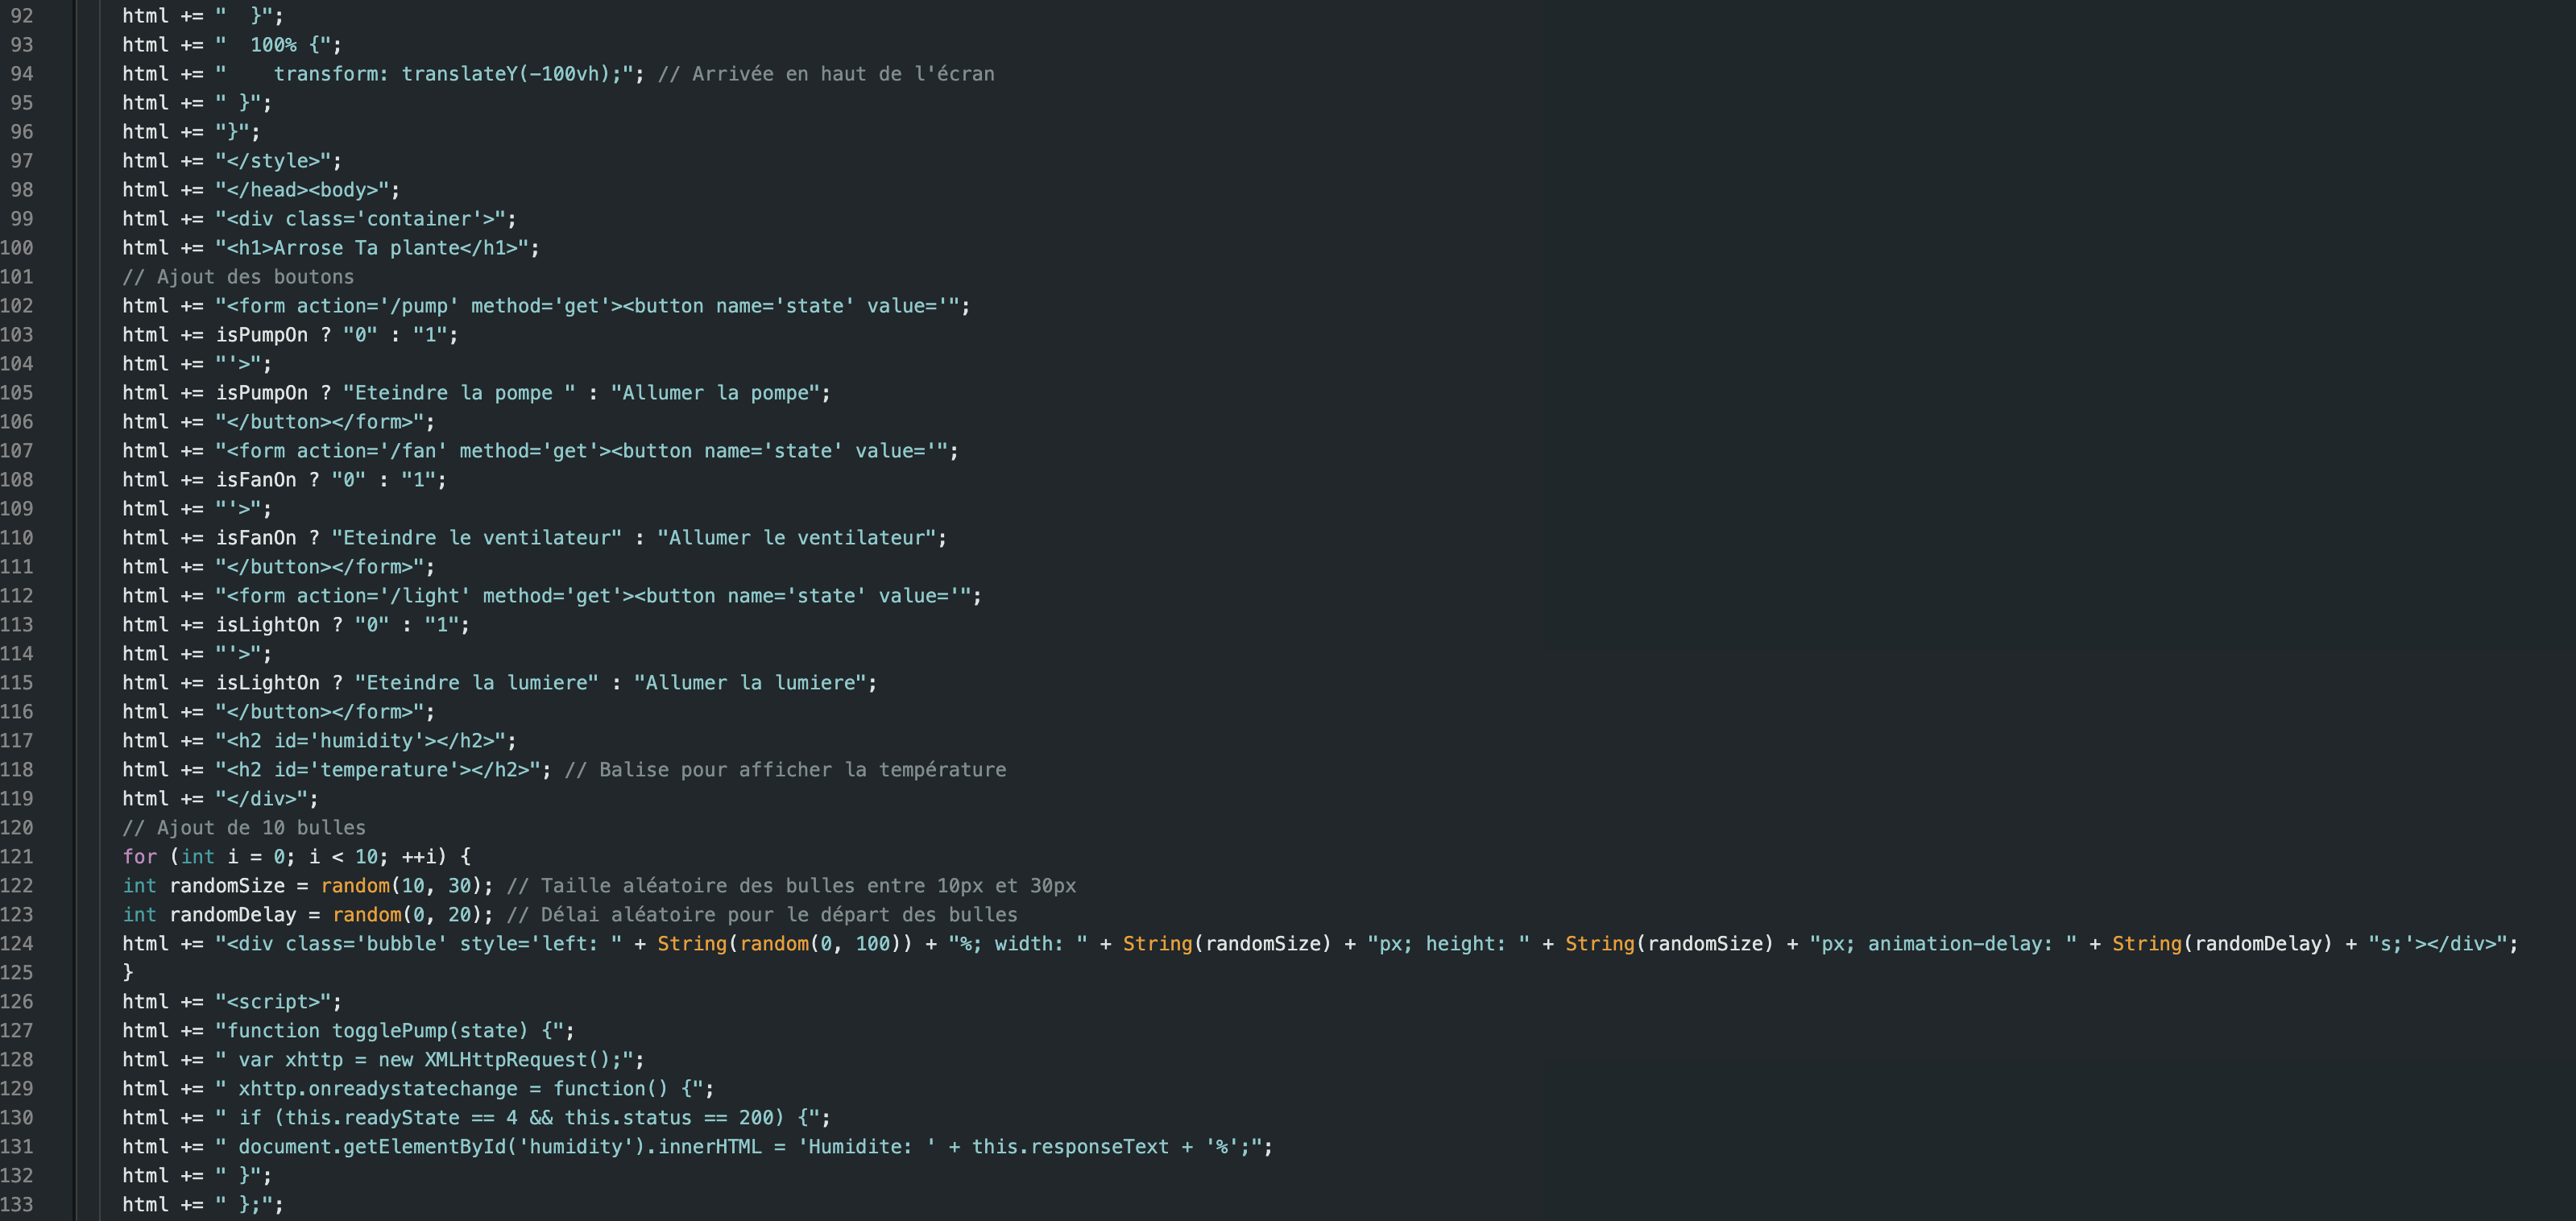 92 html += "  }";
93 html += "  100% {";
94 html += "    transform: translateY(-100vh);"; // Arrivée en haut de l'écran
95 html += " }";
96 html += "}";
97 html += "</style>";
98 html += "</head><body>";
99 html += "<div class='container'>";
100 html += "<h1>Arrose Ta plante</h1>";
101 // Ajout des boutons
102 html += "<form action='/pump' method='get'><button name='state' value='";
103 html += isPumpOn ? "0" : "1";
104 html += "'>";
105 html += isPumpOn ? "Eteindre la pompe " : "Allumer la pompe";
106 html += "</button></form>";
107 html += "<form action='/fan' method='get'><button name='state' value='";
108 html += isFanOn ? "0" : "1";
109 html += "'>";
110 html += isFanOn ? "Eteindre le ventilateur" : "Allumer le ventilateur";
111 html += "</button></form>";
112 html += "<form action='/light' method='get'><button name='state' value='";
113 html += isLightOn ? "0" : "1";
114 html += "'>";
115 html += isLightOn ? "Eteindre la lumiere" : "Allumer la lumiere";
116 html += "</button></form>";
117 html += "<h2 id='humidity'></h2>";
118 html += "<h2 id='temperature'></h2>"; // Balise pour afficher la température
119 html += "</div>";
120 // Ajout de 10 bulles
121 for (int i = 0; i < 10; ++i) {
122 int randomSize = random(10, 30); // Taille aléatoire des bulles entre 10px et 30px
123 int randomDelay = random(0, 20); // Délai aléatoire pour le départ des bulles
124 html += "<div class='bubble' style='left: " + String(random(0, 100)) + "%; width: " + String(randomSize) + "px; height: " + String(randomSize) + "px; animation-delay: " + String(randomDelay) + "s;'></div>";
125 }
126 html += "<script>";
127 html += "function togglePump(state) {";
128 html += " var xhttp = new XMLHttpRequest();";
129 html += " xhttp.onreadystatechange = function() {";
130 html += " if (this.readyState == 4 && this.status == 200) {";
131 html += " document.getElementById('humidity').innerHTML = 'Humidite: ' + this.responseText + '%';";
132 html += " }";
133 html += " };";